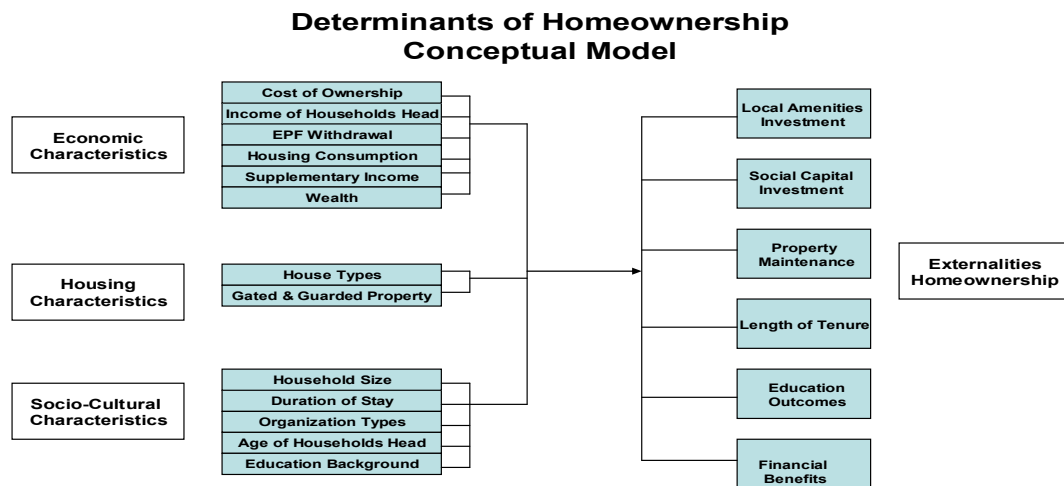 Determinants of Homeownership
Conceptual Model
Economic
Characteristics
Cost of Ownership
Income of Households Head
EPF Withdrawal
Housing Consumption
Supplementary Income
Wealth
Housing
Characteristics
House Types
Gated & Guarded Property
Socio-Cultural
Characteristics
Household Size
Duration of Stay
Organization Types
Age of Households Head
Education Background
Local Amenities
Investment
Social Capital
Investment
Property
Maintenance
Length of Tenure
Education
Outcomes
Financial
Benefits
Externalities
Homeownership